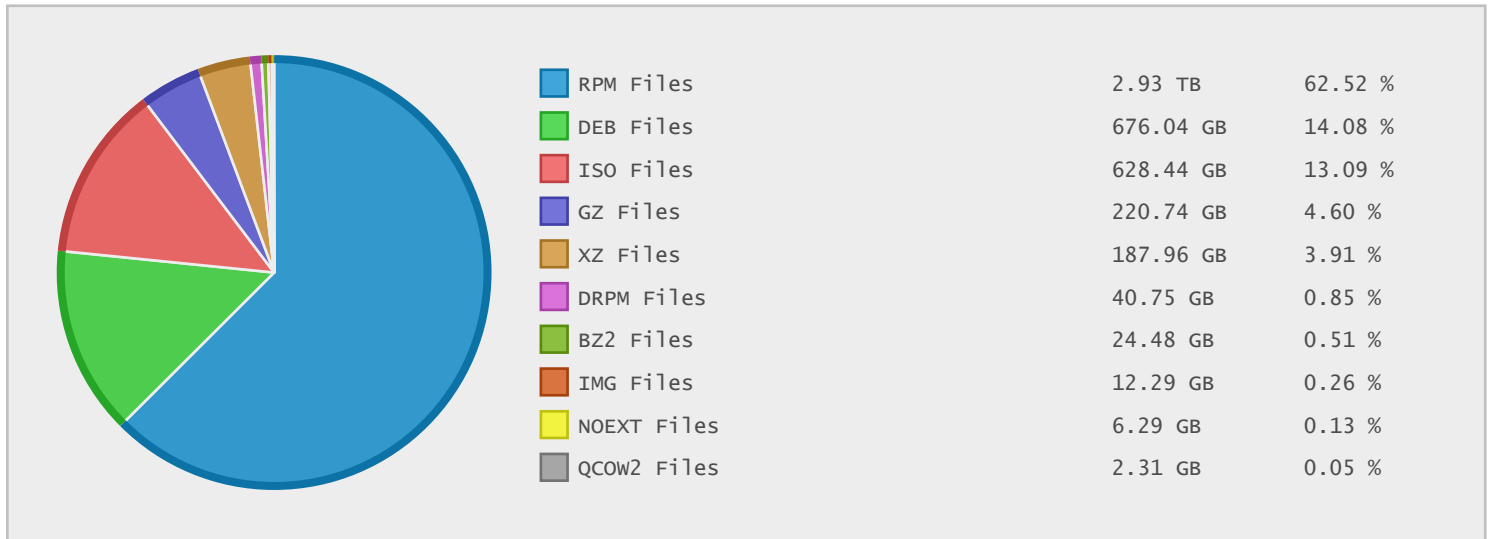 RPM Files 2.93 TB 62.52 %
DEB Files 676.04 GB 14.08 %
ISO Files 628.44 GB 13.09 %
GZ Files 220.74 GB 4.60 %
XZ Files 187.96 GB 3.91 %
DRPM Files 40.75 GB 0.85 %
BZ2 Files 24.48 GB 0.51 %
IMG Files 12.29 GB 0.26 %
NOEXT Files 6.29 GB 0.13 %
QCOW2 Files 2.31 GB 0.05 %